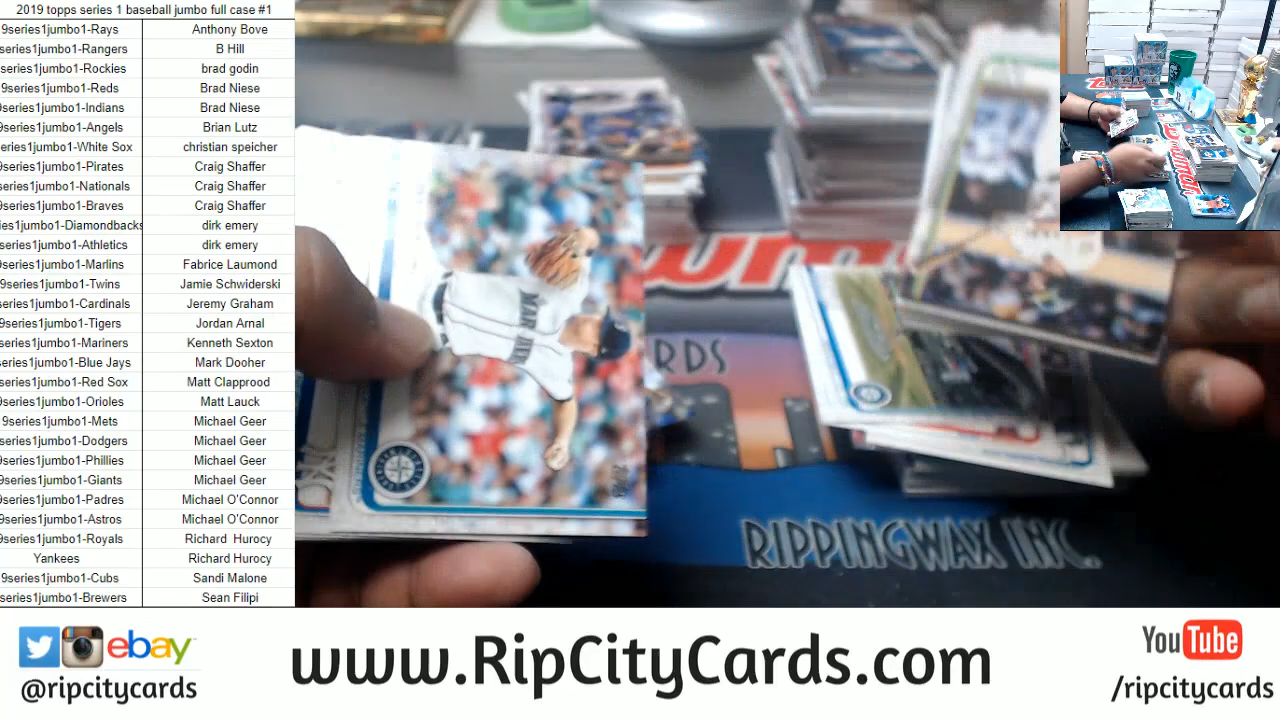 2019 topps series 1 baseball jumbo full case #1
9series1jumbo1-Rays Anthony Bove
series1jumbo1-Rangers B Hill
series1jumbo1-Rockies brad godin
9series1jumbo1-Reds Brad Niese
9series1jumbo1-Indians Brad Niese
9series1jumbo1-Angels Brian Lutz
eries1jumbo1-White Sox christian speicher
series1jumbo1-Pirates Craig Shaffer
series1jumbo1-Nationals Craig Shaffer
series1jumbo1-Braves Craig Shaffer
ies1jumbo1-Diamondbacks dirk emery
series1jumbo1-Athletics dirk emery
9series1jumbo1-Marlins Fabrice Laumond
9series1jumbo1-Twins Jamie Schwiderski
eries1jumbo1-Cardinals Jeremy Graham
9series1jumbo1-Tigers Jordan Arnal
eries1jumbo1-Mariners Kenneth Sexton
eries1jumbo1-Blue Jays Mark Dooher
series1jumbo1-Red Sox Matt Clapprood
series1jumbo1-Orioles Matt Lauck
9series1jumbo1-Mets Michael Geer
series1jumbo1-Dodgers Michael Geer
series1jumbo1-Phillies Michael Geer
9series1jumbo1-Giants Michael Geer
series1jumbo1-Padres Michael O'Connor
9series1jumbo1-Astros Michael O'Connor
9series1jumbo1-Royals Richard Hurocy
Yankees Richard Hurocy
9series1jumbo1-Cubs Sandi Malone
series1jumbo1-Brewers Sean Filipi
RDS
RIPPINGWAX INC.
ebay
@ripcitycards
www.RipCityCards.com
YouTube
/ripcitycards